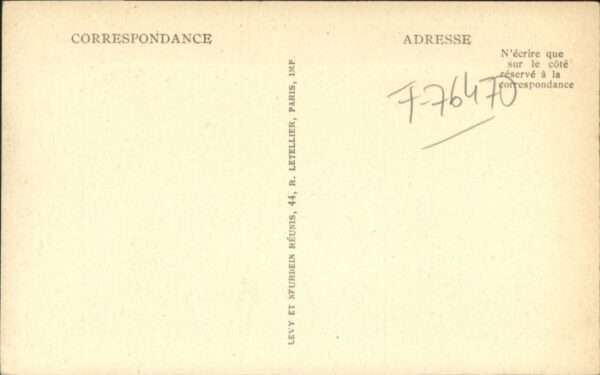 CORRESPONDANCE
ADRESSE
N'écrire que
sur le côté
réservé à la
correspondance
F-76470
LEVY ET NEURDEIN RÉUNIS, 44, R. LETELLIER, PARIS, IMP.